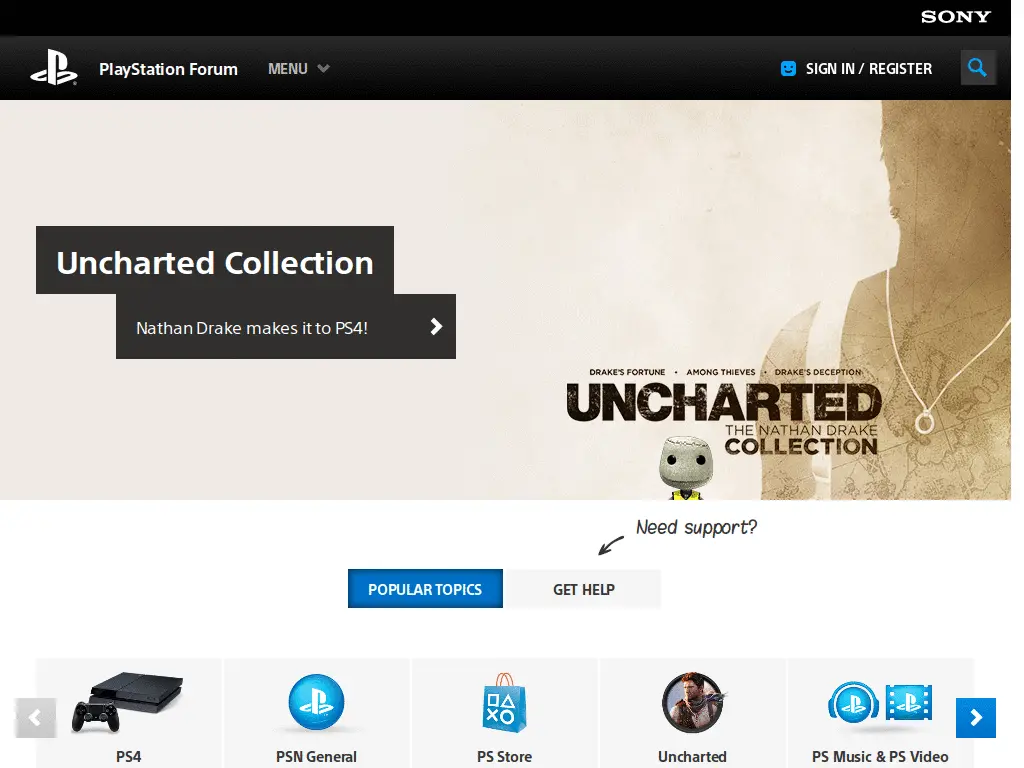 SONY
PlayStation Forum
MENU
SIGN IN / REGISTER
Uncharted Collection
Nathan Drake makes it to PS4!
DRAKE'S FORTUNE • AMONG THIEVES • DRAKE'S DECEPTION
UNCHARTED
THE NATHAN DRAKE
COLLECTION
Need support?
POPULAR TOPICS
GET HELP
PS4
PSN General
PS Store
Uncharted
PS Music & PS Video